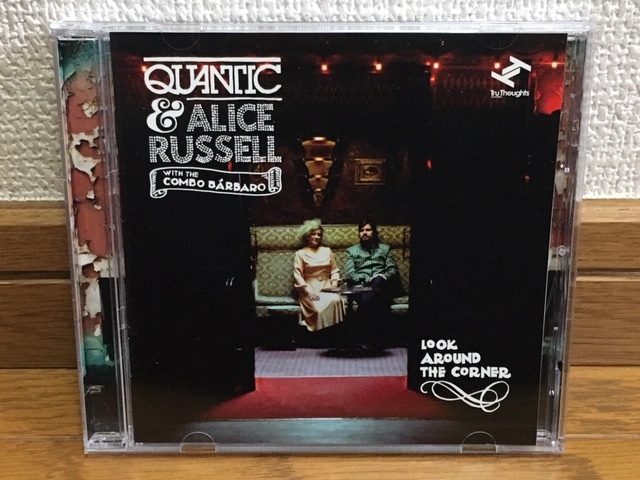 QUANTIC
& ALICE
RUSSELL
WITH THE
COMBO BÁRBARO
Tru Thoughts
LOOK
AROUND
THE CORNER